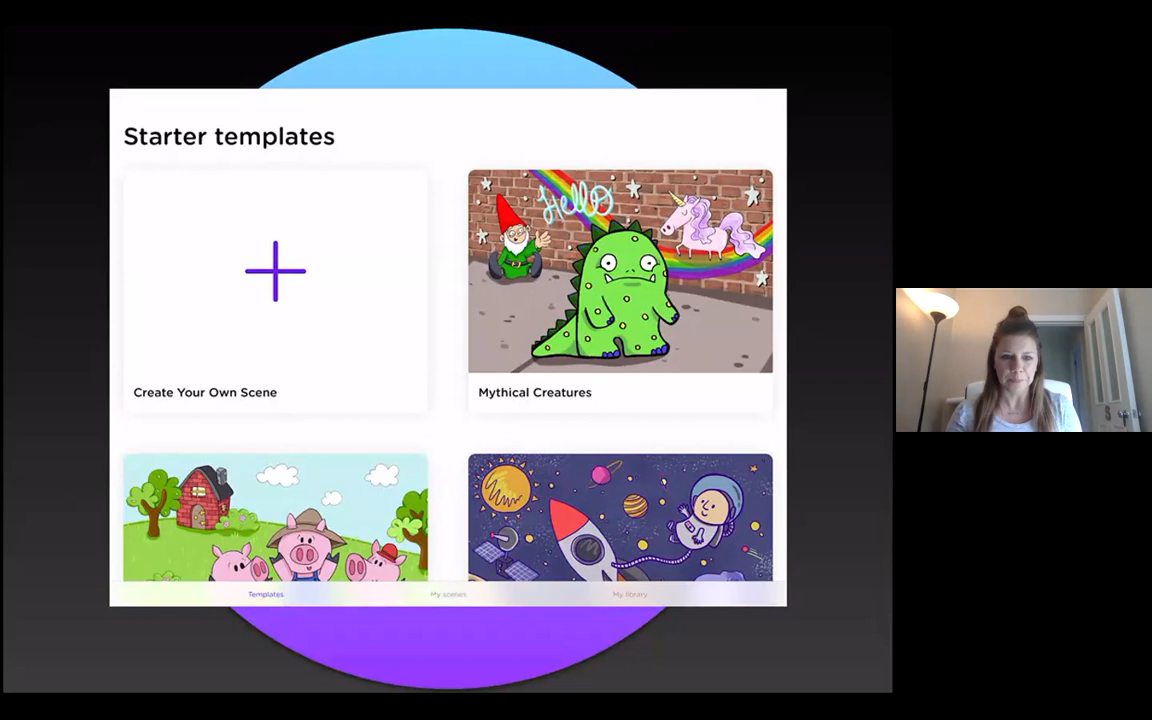 Starter templates
Hello
Create Your Own Scene
Mythical Creatures
Templates
My scenes
My library